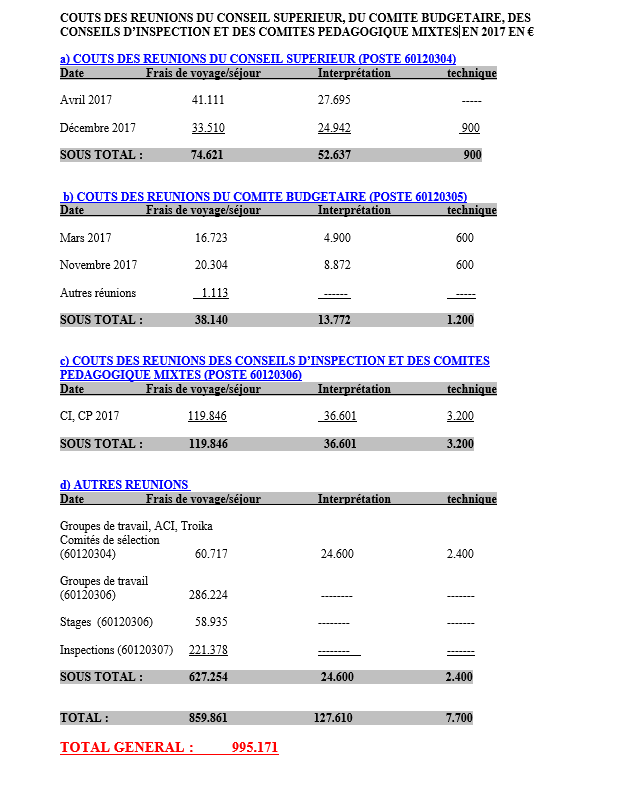 COUTS DES REUNIONS DU CONSEIL SUPERIEUR, DU COMITE BUDGETAIRE, DES
CONSEILS D’INSPECTION ET DES COMITES PEDAGOGIQUE MIXTES EN 2017 EN €
a) COUTS DES REUNIONS DU CONSEIL SUPERIEUR (POSTE 60120304)
Date Frais de voyage/séjour Interprétation technique
Avril 2017 41.111 27.695 -----
Décembre 2017 33.510 24.942 900
SOUS TOTAL : 74.621 52.637 900
b) COUTS DES REUNIONS DU COMITE BUDGETAIRE (POSTE 60120305)
Date Frais de voyage/séjour Interprétation technique
Mars 2017 16.723 4.900 600
Novembre 2017 20.304 8.872 600
Autres réunions 1.113 ------ -----
SOUS TOTAL : 38.140 13.772 1.200
c) COUTS DES REUNIONS DES CONSEILS D’INSPECTION ET DES COMITES
PEDAGOGIQUE MIXTES (POSTE 60120306)
Date Frais de voyage/séjour Interprétation technique
CI, CP 2017 119.846 36.601 3.200
SOUS TOTAL : 119.846 36.601 3.200
d) AUTRES REUNIONS
Date Frais de voyage/séjour Interprétation technique
Groupes de travail, ACI, Troika
Comités de sélection
(60120304) 60.717 24.600 2.400
Groupes de travail
(60120306) 286.224 -------- -------
Stages (60120306) 58.935 -------- -------
Inspections (60120307) 221.378 -------- -------
SOUS TOTAL : 627.254 24.600 2.400
TOTAL : 859.861 127.610 7.700
TOTAL GENERAL : 995.171